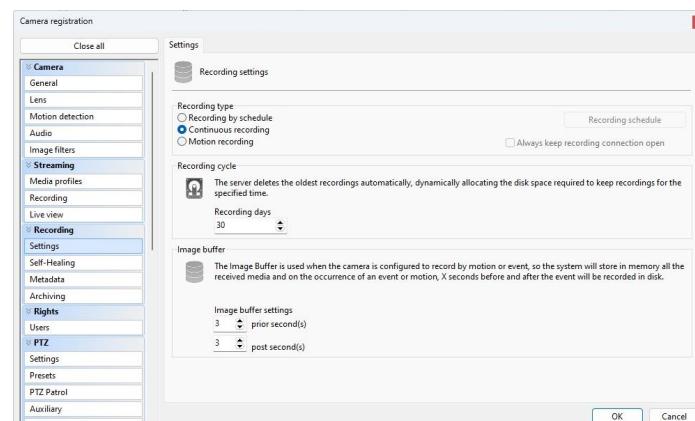 Camera registration
Close all
Camera
General
Lens
Motion detection
Audio
Image filters
Streaming
Media profiles
Recording
Live view
Recording
Settings
Self-Healing
Metadata
Archiving
Rights
Users
PTZ
Settings
Presets
PTZ Patrol
Auxiliary
Settings
Recording settings
Recording type
Recording by schedule
Continuous recording
Motion recording
Recording schedule
Always keep recording connection open
Recording cycle
The server deletes the oldest recordings automatically, dynamically allocating the disk space required to keep recordings for the
specified time.
Recording days
30
Image buffer
The Image Buffer is used when the camera is configured to record by motion or event, so the system will store in memory all the
received media and on the occurrence of an event or motion, X seconds before and after the event will be recorded in disk.
Image buffer settings
3 prior second(s)
3 post second(s)
OK Cancel